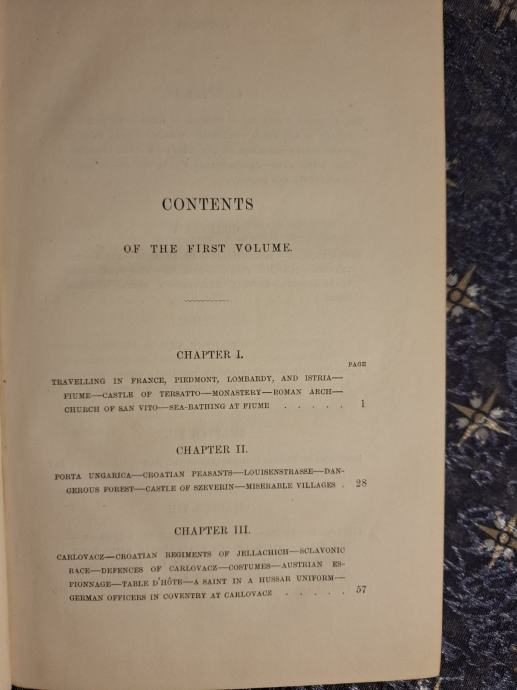 CONTENTS
OF THE FIRST VOLUME.
CHAPTER I.
PAGE
TRAVELLING IN FRANCE, PIEDMONT, LOMBARDY, AND ISTRIA—
FIUME—CASTLE OF TERSATTO—MONASTERY—ROMAN ARCH—
CHURCH OF SAN VITO—SEA-BATHING AT FIUME . . . . . 1
CHAPTER II.
PORTA UNGARICA—CROATIAN PEASANTS—LOUISENSTRASSE—DAN-
GEROUS FOREST—CASTLE OF SZEVERIN—MISERABLE VILLAGES . 28
CHAPTER III.
CARLOVACZ—CROATIAN REGIMENTS OF JELLACHICH—SCLAVONIC
RACE—DEFENCES OF CARLOVACZ—COSTUMES—AUSTRIAN ES-
PIONNAGE—TABLE D'HÔTE—A SAINT IN A HUSSAR UNIFORM—
GERMAN OFFICERS IN COVENTRY AT CARLOVACZ . . . . . 57